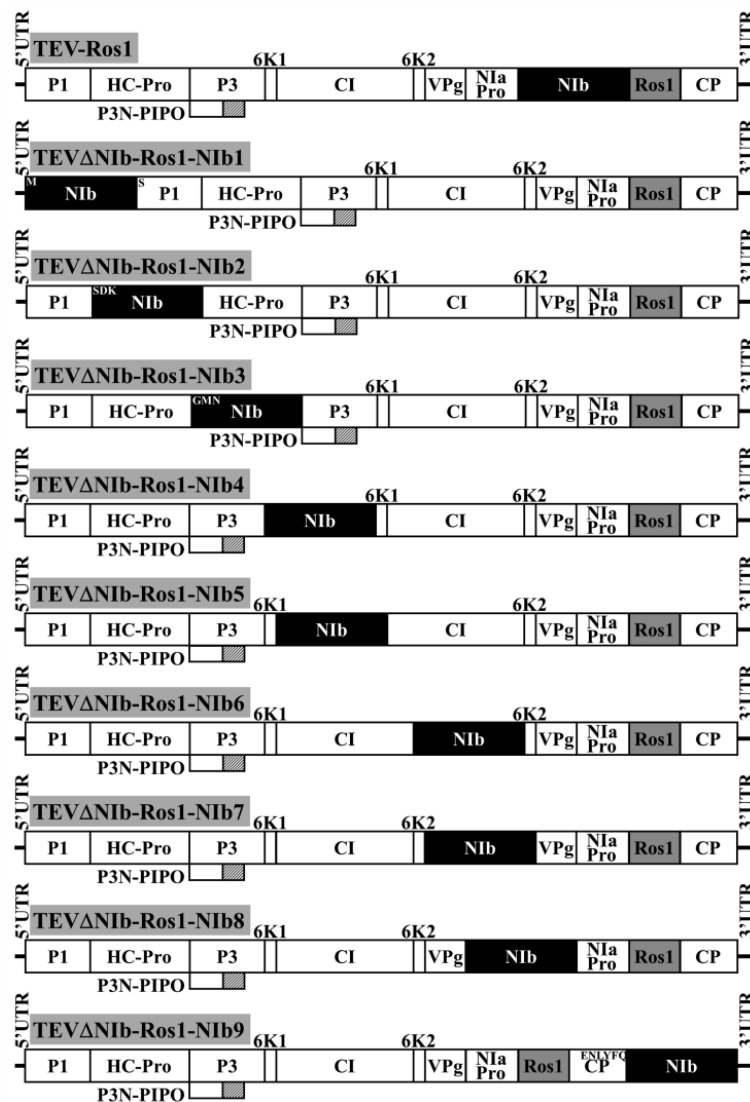 TEV-Ros1
5'UTR P1 HC-Pro P3 6K1 CI 6K2 VPg NIa Pro NIb Ros1 CP 3'UTR
P3N-PIPO
TEVΔNIb-Ros1-NIb1
5'UTR M NIb S P1 HC-Pro P3 6K1 CI 6K2 VPg NIa Pro Ros1 CP 3'UTR
P3N-PIPO
TEVΔNIb-Ros1-NIb2
5'UTR P1 SDK NIb HC-Pro P3 6K1 CI 6K2 VPg NIa Pro Ros1 CP 3'UTR
P3N-PIPO
TEVΔNIb-Ros1-NIb3
5'UTR P1 HC-Pro GMN NIb P3 6K1 CI 6K2 VPg NIa Pro Ros1 CP 3'UTR
P3N-PIPO
TEVΔNIb-Ros1-NIb4
5'UTR P1 HC-Pro P3 NIb 6K1 CI 6K2 VPg NIa Pro Ros1 CP 3'UTR
P3N-PIPO
TEVΔNIb-Ros1-NIb5
5'UTR P1 HC-Pro P3 6K1 NIb CI 6K2 VPg NIa Pro Ros1 CP 3'UTR
P3N-PIPO
TEVΔNIb-Ros1-NIb6
5'UTR P1 HC-Pro P3 6K1 CI NIb 6K2 VPg NIa Pro Ros1 CP 3'UTR
P3N-PIPO
TEVΔNIb-Ros1-NIb7
5'UTR P1 HC-Pro P3 6K1 CI 6K2 NIb VPg NIa Pro Ros1 CP 3'UTR
P3N-PIPO
TEVΔNIb-Ros1-NIb8
5'UTR P1 HC-Pro P3 6K1 CI 6K2 VPg NIb NIa Pro Ros1 CP 3'UTR
P3N-PIPO
TEVΔNIb-Ros1-NIb9
5'UTR P1 HC-Pro P3 6K1 CI 6K2 VPg NIa Pro Ros1 CP ENLYFQ NIb 3'UTR
P3N-PIPO